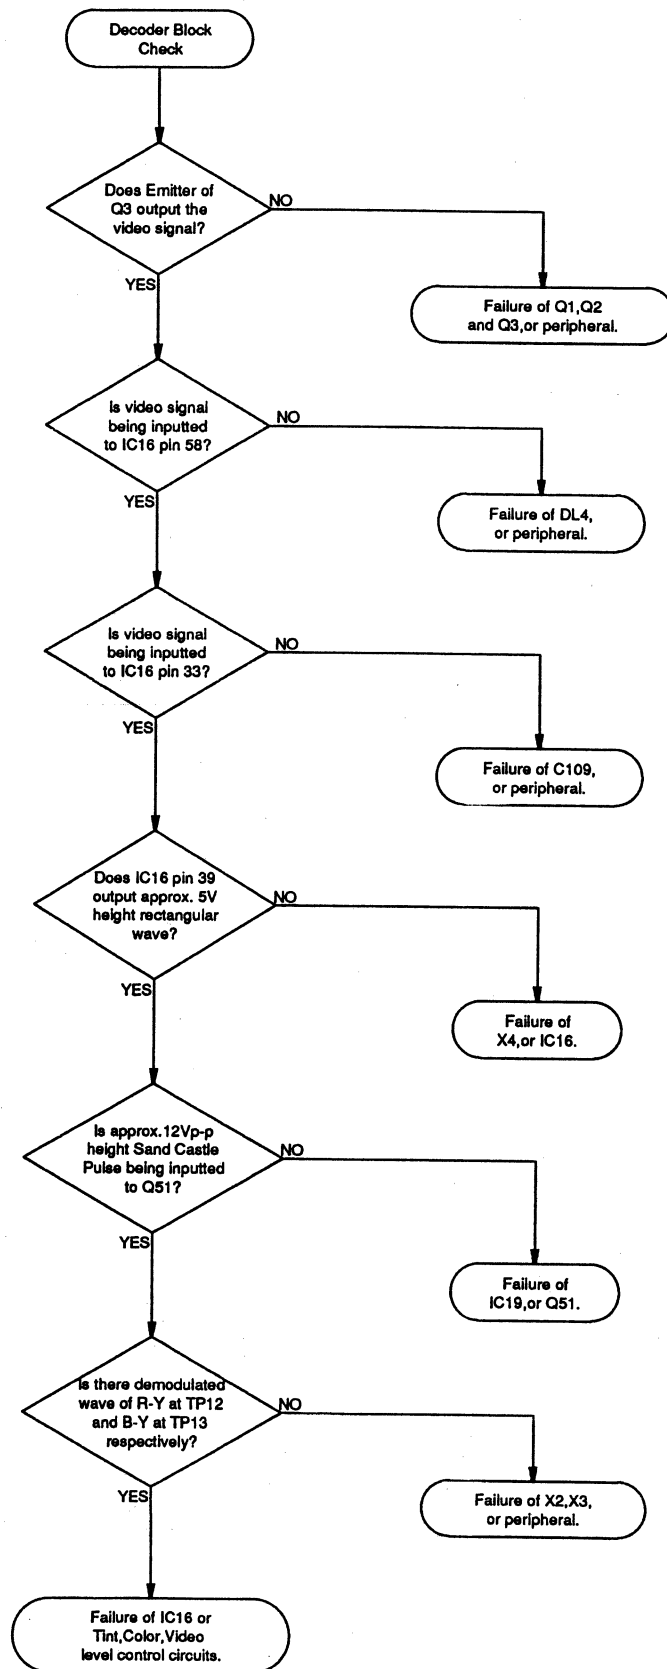 Decoder Block
Check
Does Emitter of
Q3 output the
video signal?
NO
YES
Failure of Q1,Q2
and Q3,or peripheral.
Is video signal
being inputted
to IC16 pin 58?
NO
YES
Failure of DL4,
or peripheral.
Is video signal
being inputted
to IC16 pin 33?
NO
YES
Failure of C109,
or peripheral.
Does IC16 pin 39
output approx. 5V
height rectangular
wave?
NO
YES
Failure of
X4,or IC16.
Is approx.12Vp-p
height Sand Castle
Pulse being inputted
to Q51?
NO
YES
Failure of
IC19,or Q51.
Is there demodulated
wave of R-Y at TP12
and B-Y at TP13
respectively?
NO
YES
Failure of X2,X3,
or peripheral.
Failure of IC16 or
Tint,Color,Video
level control circuits.